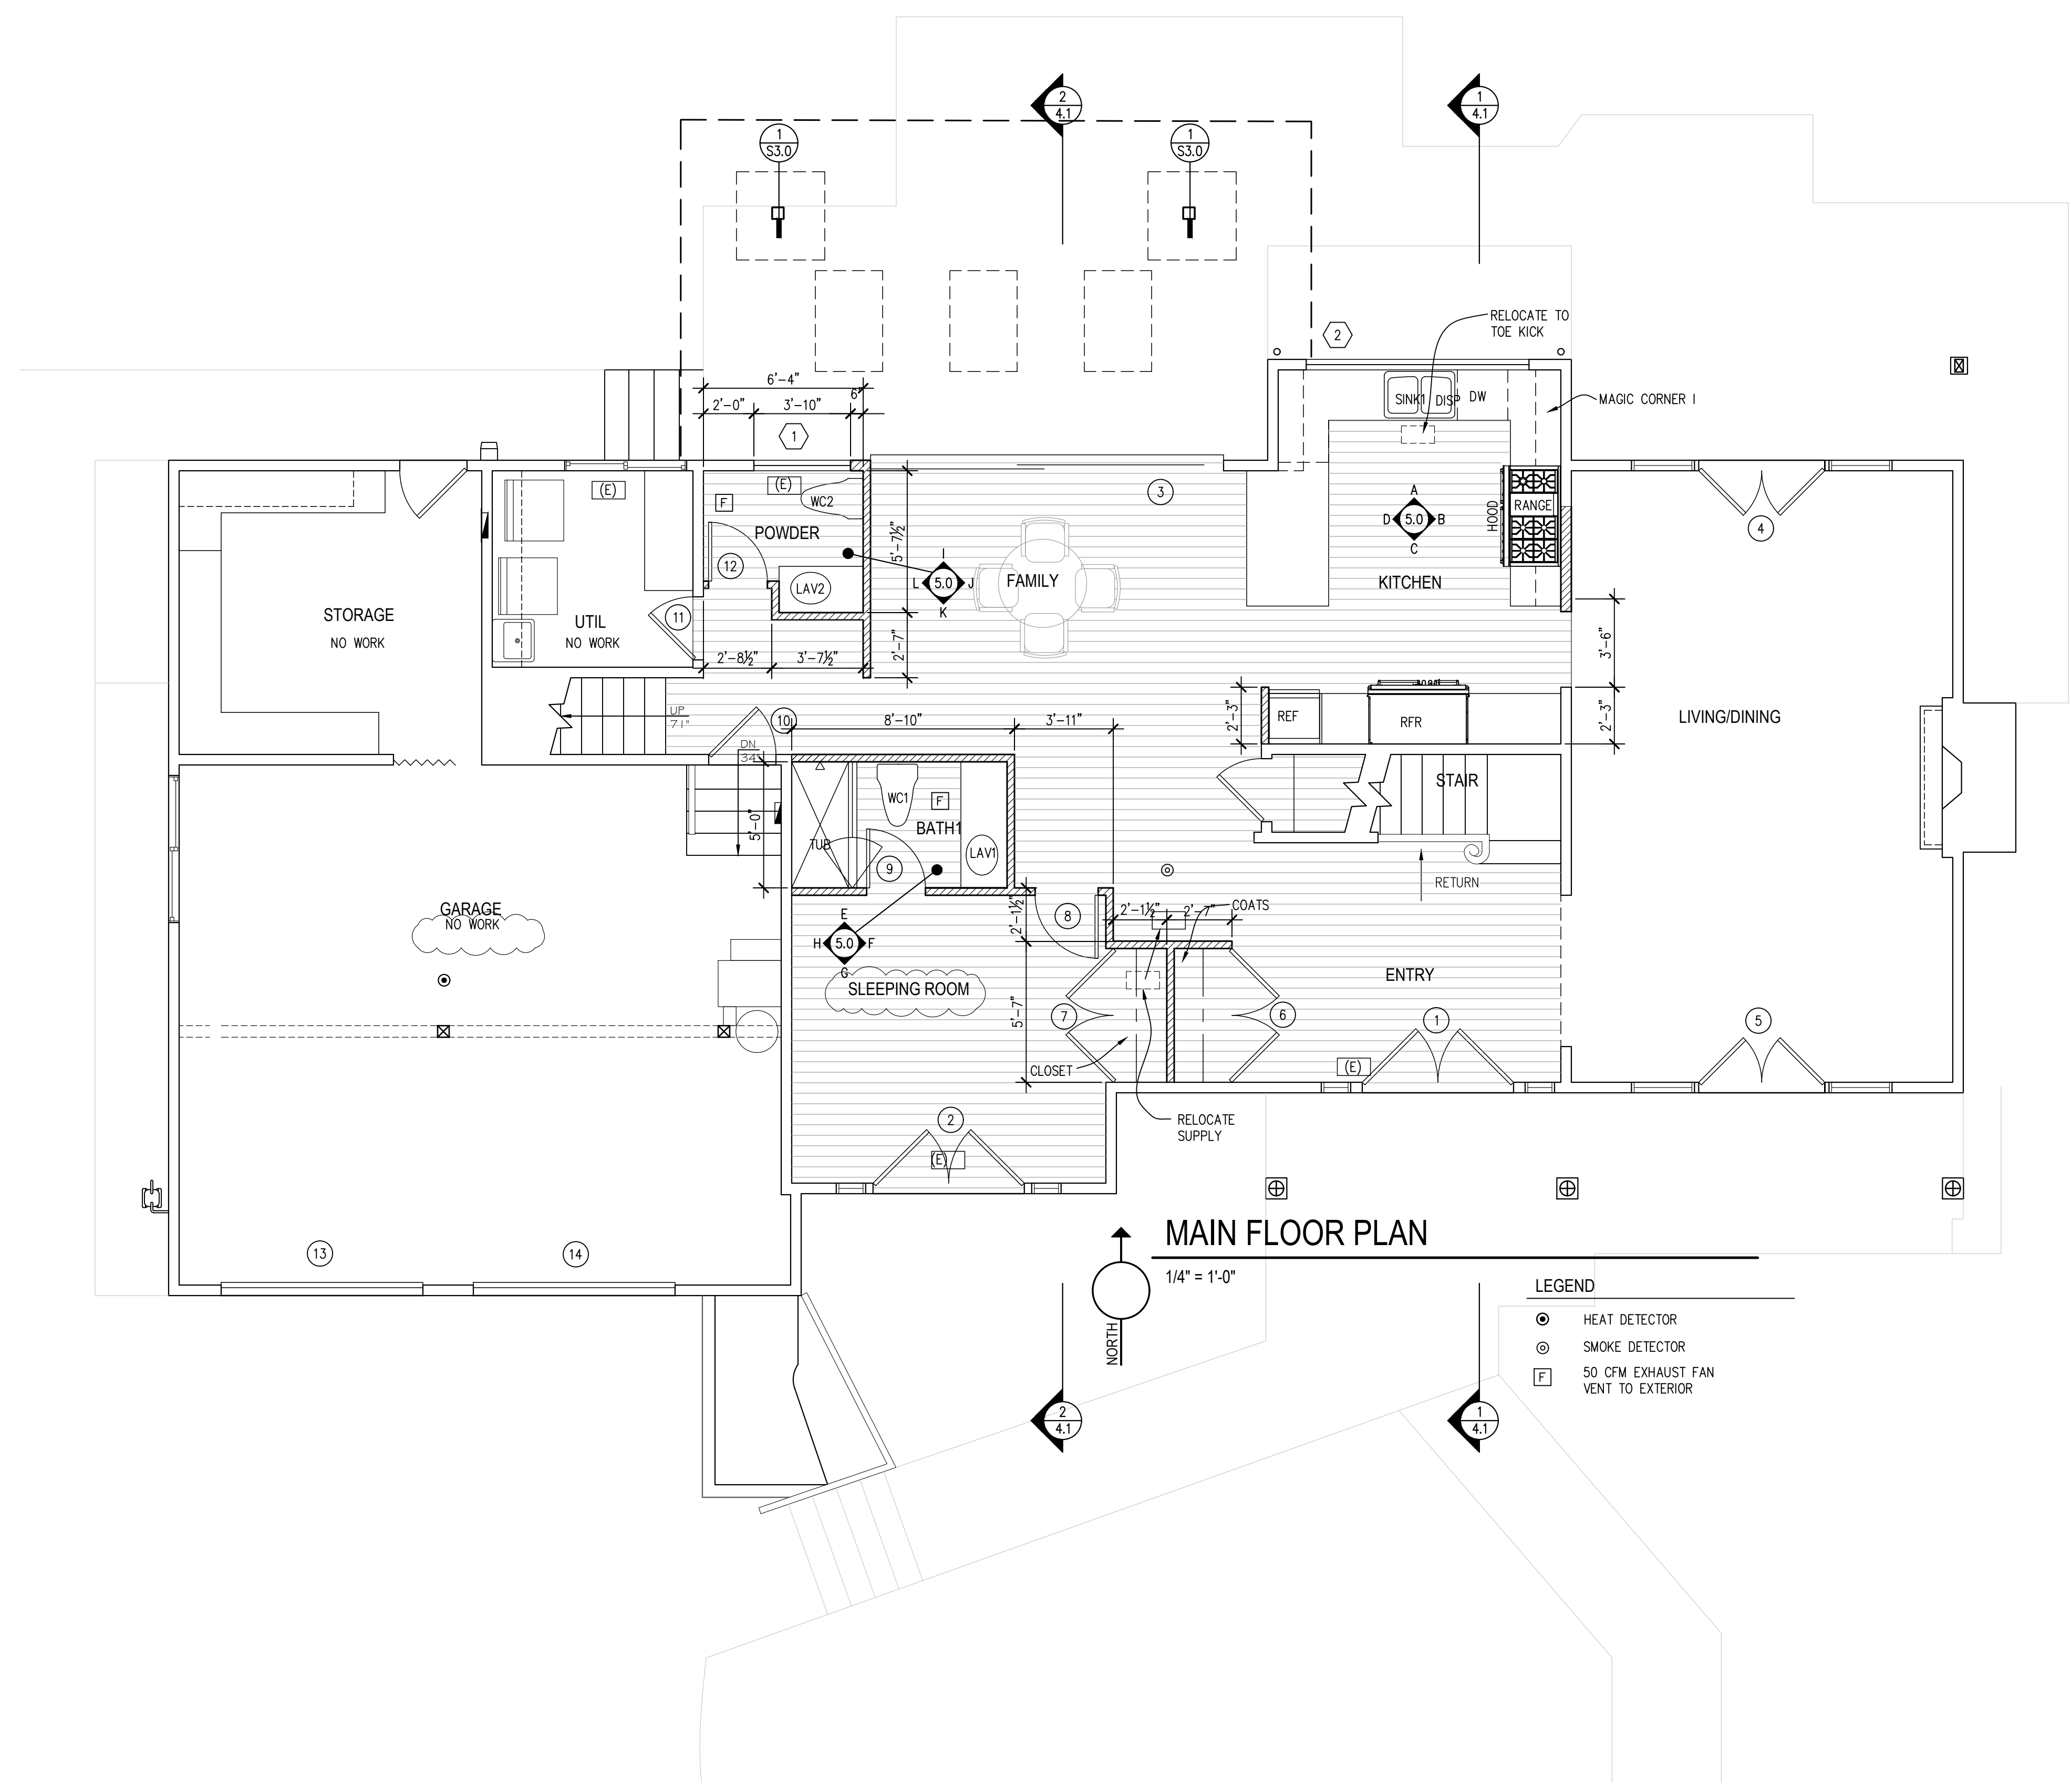 2
4.1
1
4.1
1
S3.0
1
S3.0
2
RELOCATE TO
TOE KICK
6'-4"
6"
2'-0"
3'-10"
1
SINK1
DISP
DW
MAGIC CORNER I
(E)
F
(E)
WC2
POWDER
5'-7½"
3
A
D
5.0
B
C
HOOD
RANGE
4
12
LAV2
I
L
5.0
J
K
FAMILY
KITCHEN
STORAGE
NO WORK
UTIL
NO WORK
11
2'-8½"
3'-7½"
2'-7"
3'-6"
UP
71"
10
8'-10"
3'-11"
2'-3"
REF
RFR
2'-3"
LIVING/DINING
DN
34"
5'-0"
TUB
WC1
F
BATH1
LAV1
9
STAIR
RETURN
GARAGE
NO WORK
E
H
5.0
F
G
2'-1½"
8
2'-1½"
2'-7"
COATS
SLEEPING ROOM
ENTRY
5'-7"
7
6
1
5
CLOSET
(E)
2
RELOCATE
SUPPLY
(E)
13
14
MAIN FLOOR PLAN
1/4" = 1'-0"
NORTH
LEGEND
HEAT DETECTOR
SMOKE DETECTOR
F
50 CFM EXHAUST FAN
VENT TO EXTERIOR
2
4.1
1
4.1